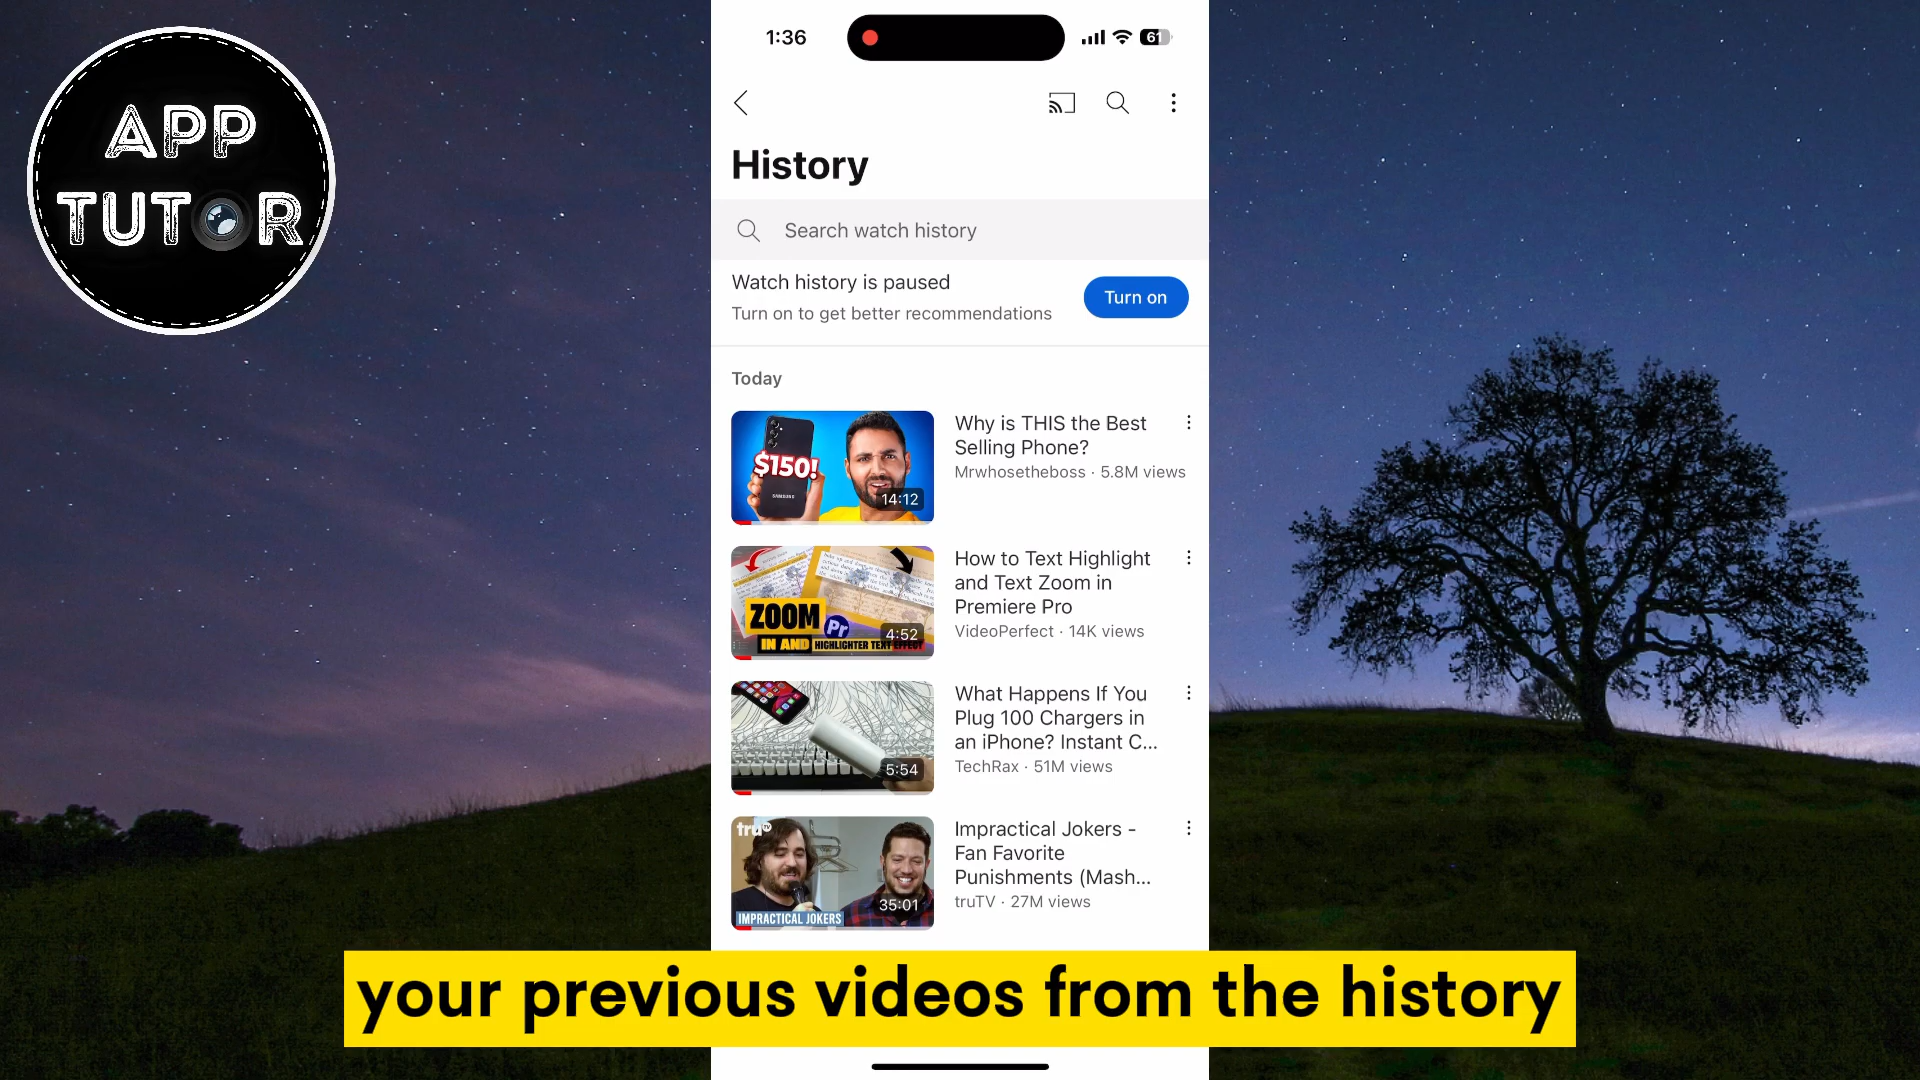 APP
TUTOR
1:36
61
History
Search watch history
Watch history is paused
Turn on to get better recommendations
Turn on
Today
$150!
SAMSUNG
14:12
Why is THIS the Best
Selling Phone?
Mrwhosetheboss · 5.8M views
ZOOM
Pr
IN AND HIGHLIGHTER TEXT EFFECT
4:52
How to Text Highlight
and Text Zoom in
Premiere Pro
VideoPerfect · 14K views
5:54
What Happens If You
Plug 100 Chargers in
an iPhone? Instant C...
TechRax · 51M views
truTV
IMPRACTICAL JOKERS
35:01
Impractical Jokers -
Fan Favorite
Punishments (Mash...
truTV · 27M views
your previous videos from the history